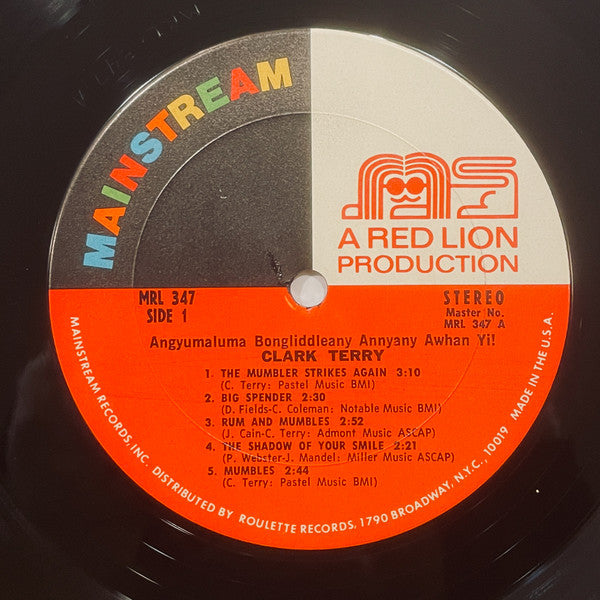 MAINSTREAM
A RED LION
PRODUCTION
MRL 347
SIDE 1
STEREO
Master No.
MRL 347 A
Angyumaluma Bongliddleany Annyany Awhan Yi!
CLARK TERRY
1. THE MUMBLER STRIKES AGAIN 3:10
(C. Terry: Pastel Music BMI)
2. BIG SPENDER 2:30
(D. Fields-C. Coleman: Notable Music BMI)
3. RUM AND MUMBLES 2:52
(J. Cain-C. Terry: Admont Music ASCAP)
4. THE SHADOW OF YOUR SMILE 2:21
(P. Webster-J. Mandel: Miller Music ASCAP)
5. MUMBLES 2:44
(C. Terry: Pastel Music BMI)
MAINSTREAM RECORDS, INC. DISTRIBUTED BY ROULETTE RECORDS, 1790 BROADWAY, N.Y.C., 10019 MADE IN THE U.S.A.